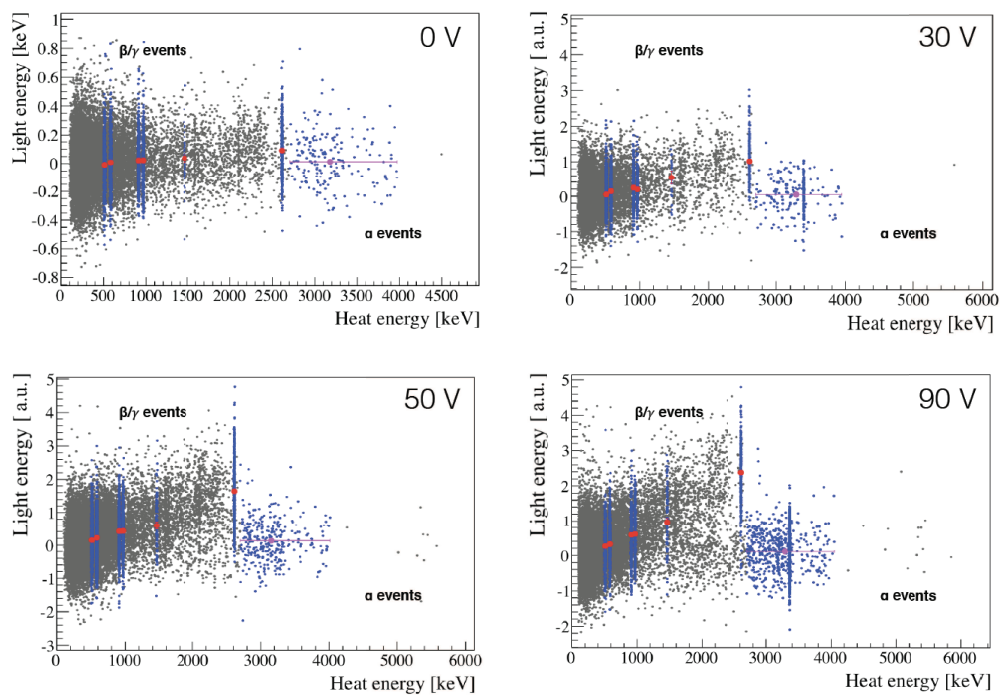 Light energy [keV]
1
0.8
0.6
0.4
0.2
0
-0.2
-0.4
-0.6
-0.8
β/γ events
0 V
α events
0 500 1000 1500 2000 2500 3000 3500 4000 4500
Heat energy [keV]
Light energy [ a.u.]
5
4
3
2
1
0
-1
-2
β/γ events
30 V
α events
0 1000 2000 3000 4000 5000 6000
Heat energy [keV]
Light energy [ a.u.]
5
4
3
2
1
0
-1
-2
-3
β/γ events
50 V
α events
0 1000 2000 3000 4000 5000 6000
Heat energy [keV]
Light energy [ a.u.]
5
4
3
2
1
0
-1
-2
β/γ events
90 V
α events
0 1000 2000 3000 4000 5000 6000
Heat energy [keV]